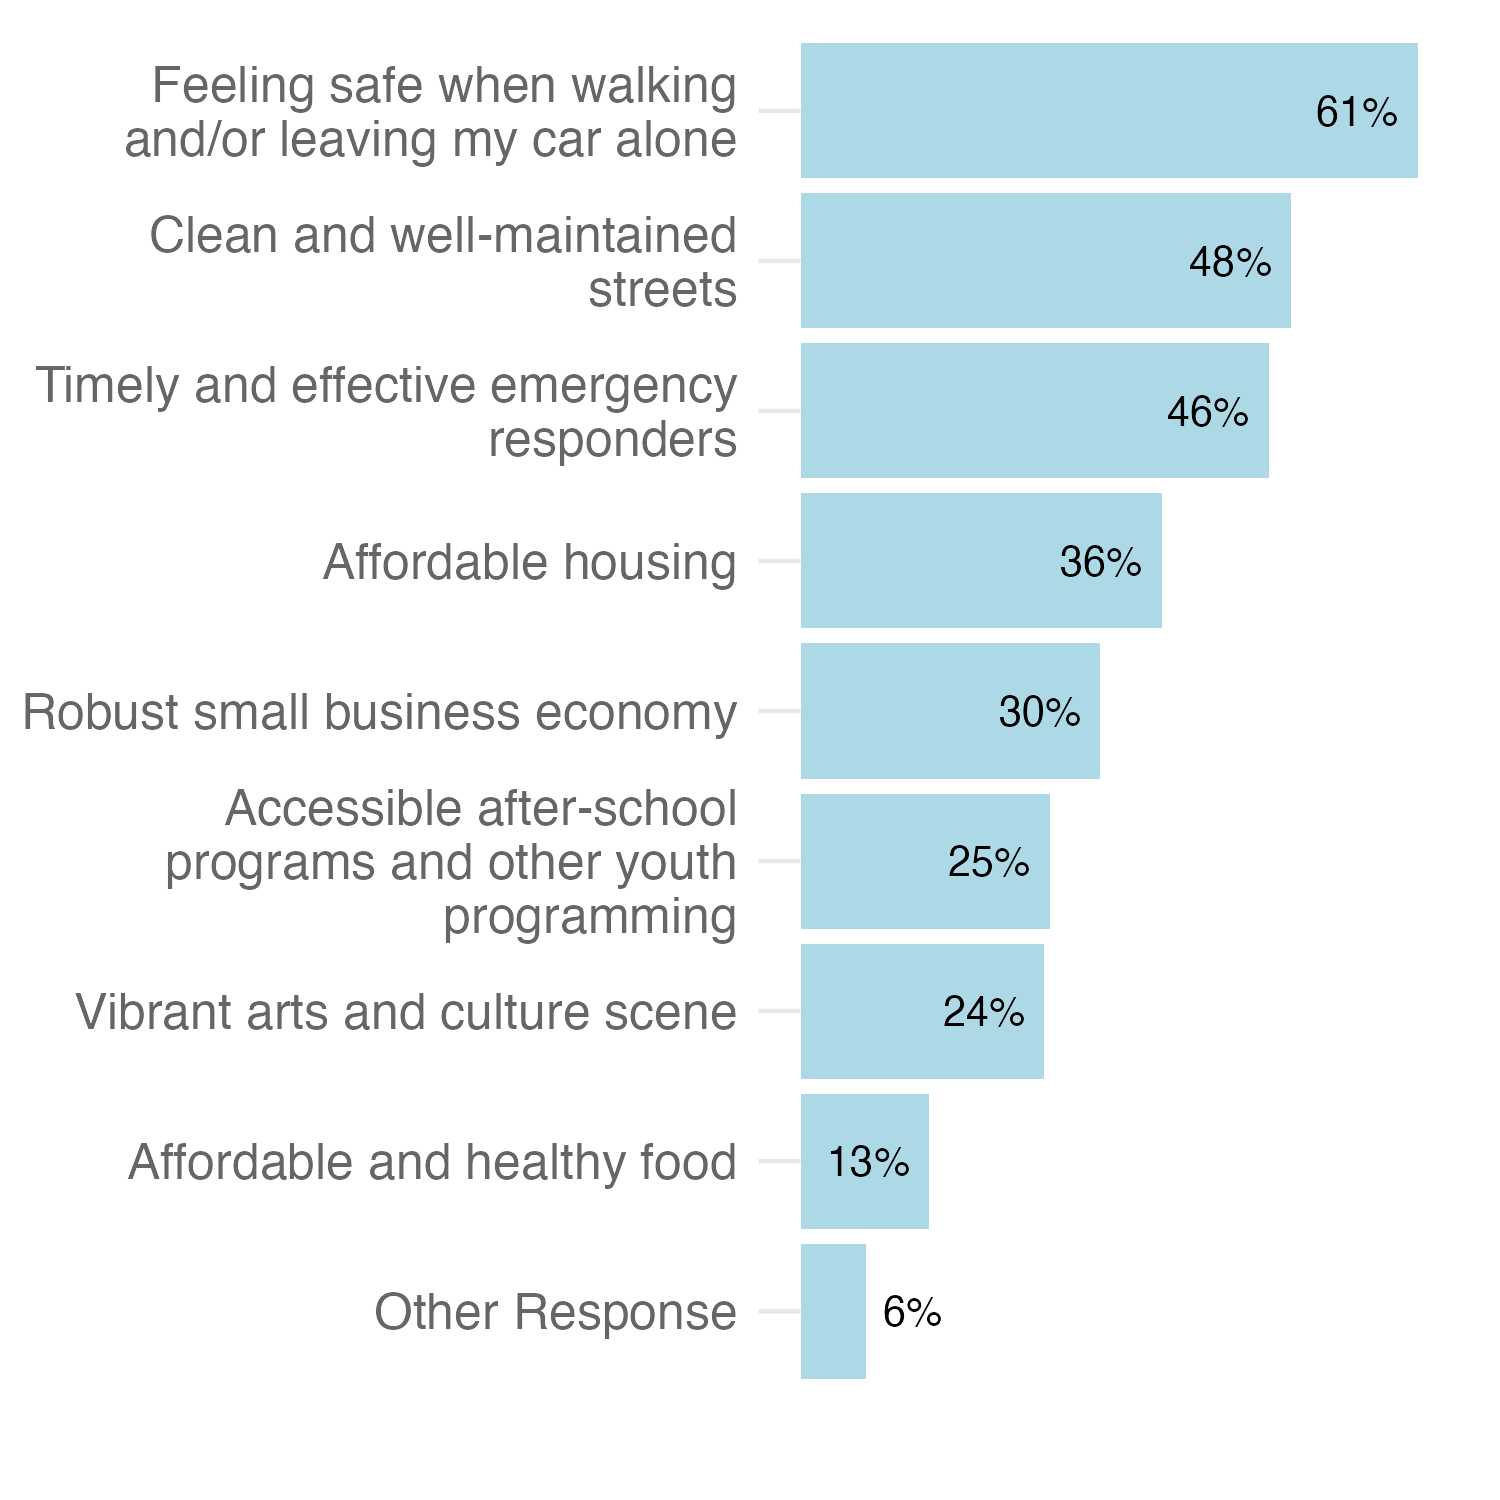 Feeling safe when walking
and/or leaving my car alone
61%
Clean and well-maintained
streets
48%
Timely and effective emergency
responders
46%
Affordable housing
36%
Robust small business economy
30%
Accessible after-school
programs and other youth
programming
25%
Vibrant arts and culture scene
24%
Affordable and healthy food
13%
Other Response
6%